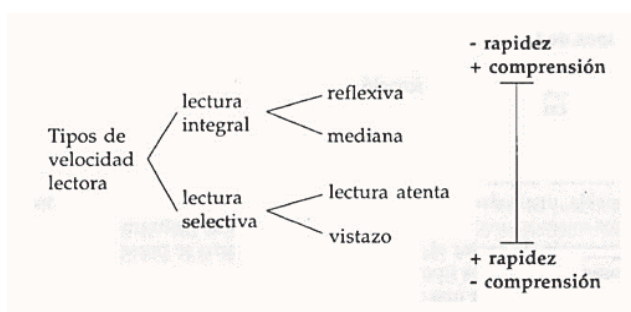 - rapidez
+ comprensión
lectura
integral
reflexiva
mediana
Tipos de
velocidad
lectora
lectura
selectiva
lectura atenta
vistazo
+ rapidez
- comprensión